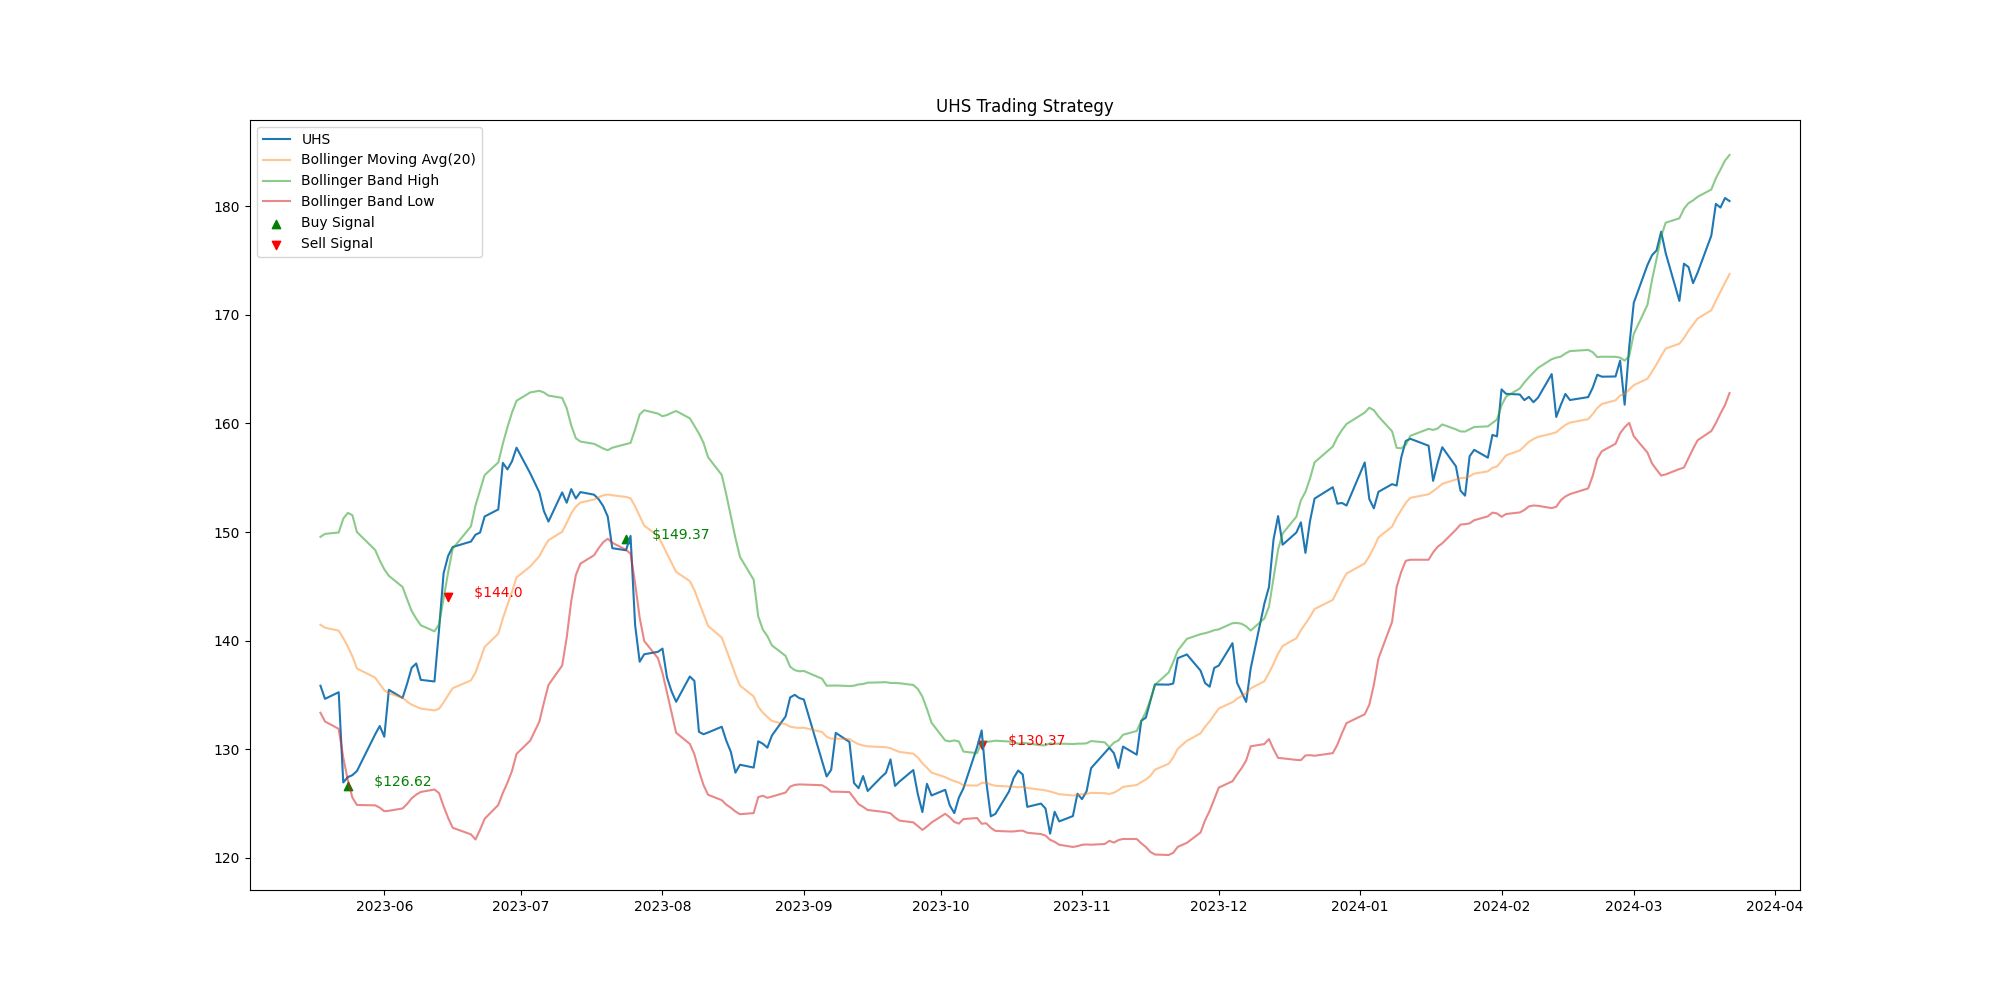 UHS Trading Strategy
UHS
Bollinger Moving Avg(20)
Bollinger Band High
Bollinger Band Low
Buy Signal
Sell Signal
180
170
160
150
140
130
120
$149.37
$144.0
$130.37
$126.62
2023-06 2023-07 2023-08 2023-09 2023-10 2023-11 2023-12 2024-01 2024-02 2024-03 2024-04